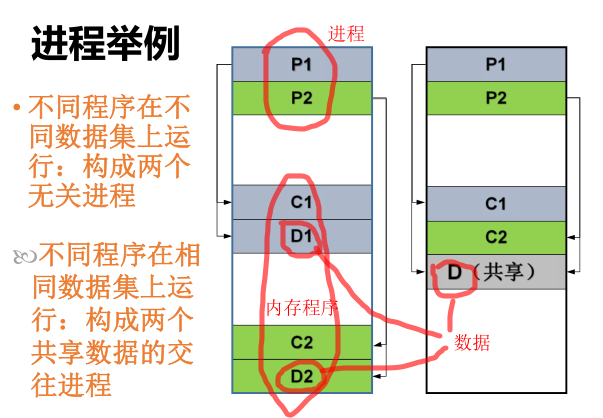 进程举例
• 不同程序在不
同数据集上运
行：构成两个
无关进程
不同程序在相
同数据集上运
行：构成两个
共享数据的交
往进程
进程
P1
P2
C1
D1
内存程序
C2
D2
P1
P2
C1
C2
D（共享）
数据